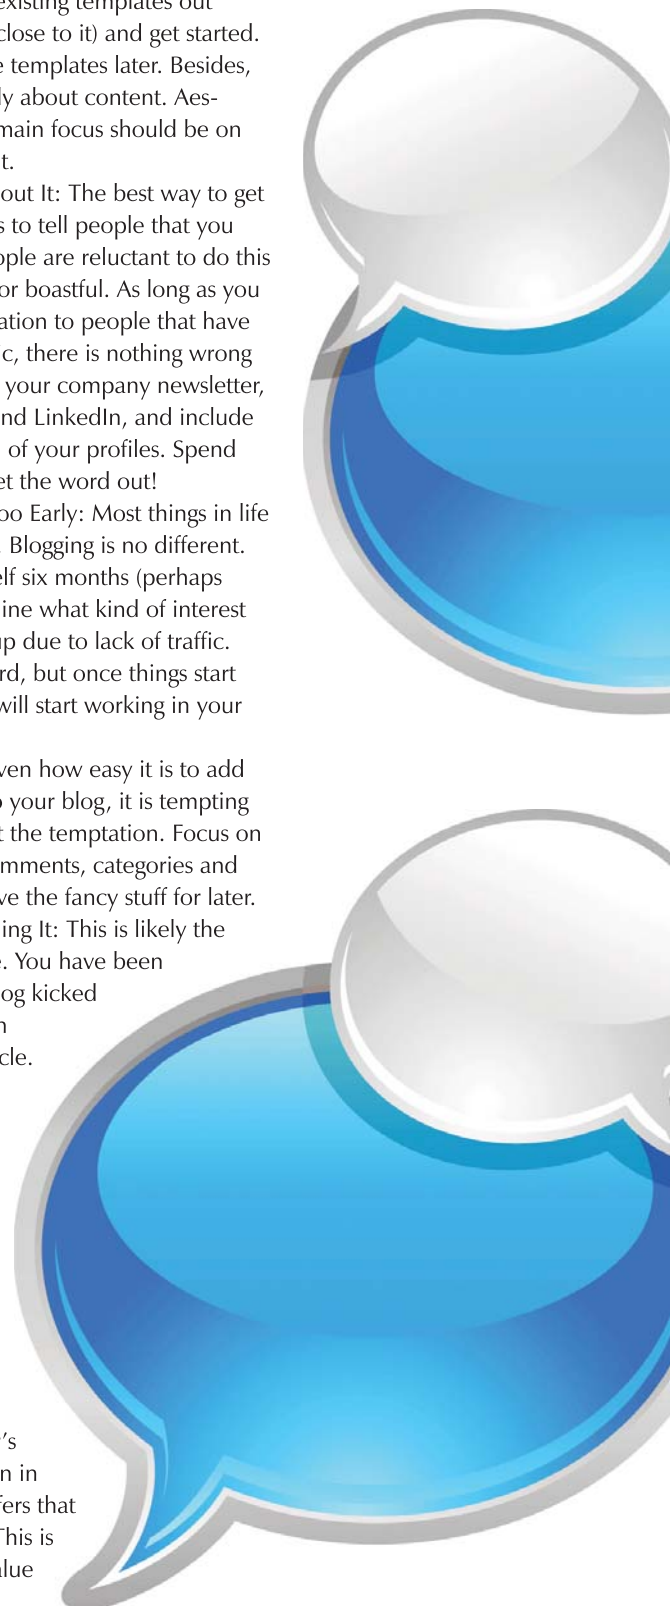 existing templates out
close to it) and get started.
e templates later. Besides,
ly about content. Aes-
main focus should be on
t.
out It: The best way to get
s to tell people that you
ople are reluctant to do this
or boastful. As long as you
ation to people that have
ic, there is nothing wrong
your company newsletter,
nd LinkedIn, and include
of your profiles. Spend
et the word out!
oo Early: Most things in life
. Blogging is no different.
elf six months (perhaps
ine what kind of interest
up due to lack of traffic.
rd, but once things start
will start working in your
ven how easy it is to add
o your blog, it is tempting
t the temptation. Focus on
mments, categories and
ve the fancy stuff for later.
ing It: This is likely the
e. You have been
log kicked
n
cle.
’s
n in
fers that
This is
alue